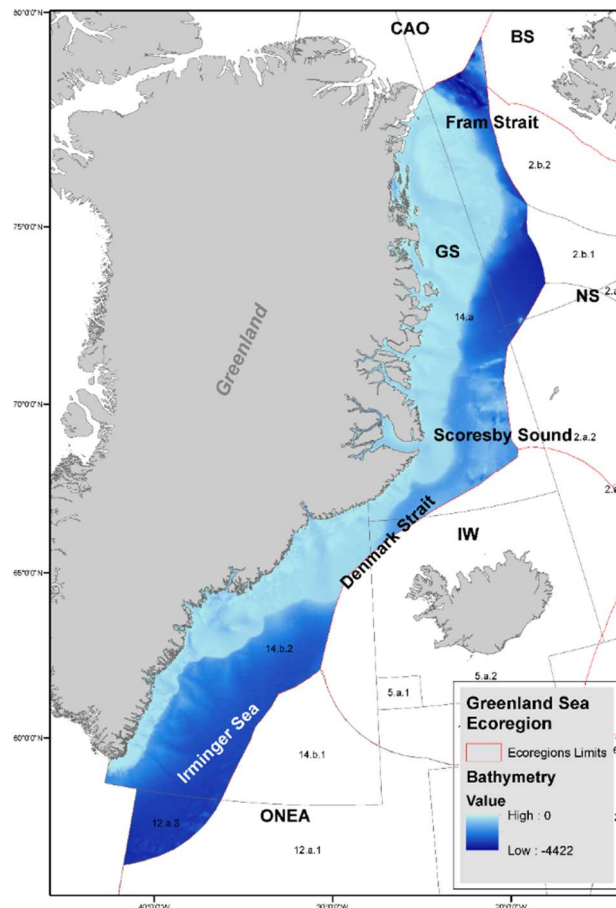 80°0'0"N
CAO
BS
Fram Strait
2.b.2
75°0'0"N
GS
2.b.1
NS
14.a
Greenland
70°0'0"N
Scoresby Sound
2.a.2
Denmark Strait
IW
65°0'0"N
14.b.2
5.a.2
5.a.1
Irminger Sea
60°0'0"N
14.b.1
ONEA
12.a.3
12.a.1
Greenland Sea
Ecoregion
Ecoregions Limits
Bathymetry
Value
High : 0
Low : -4422